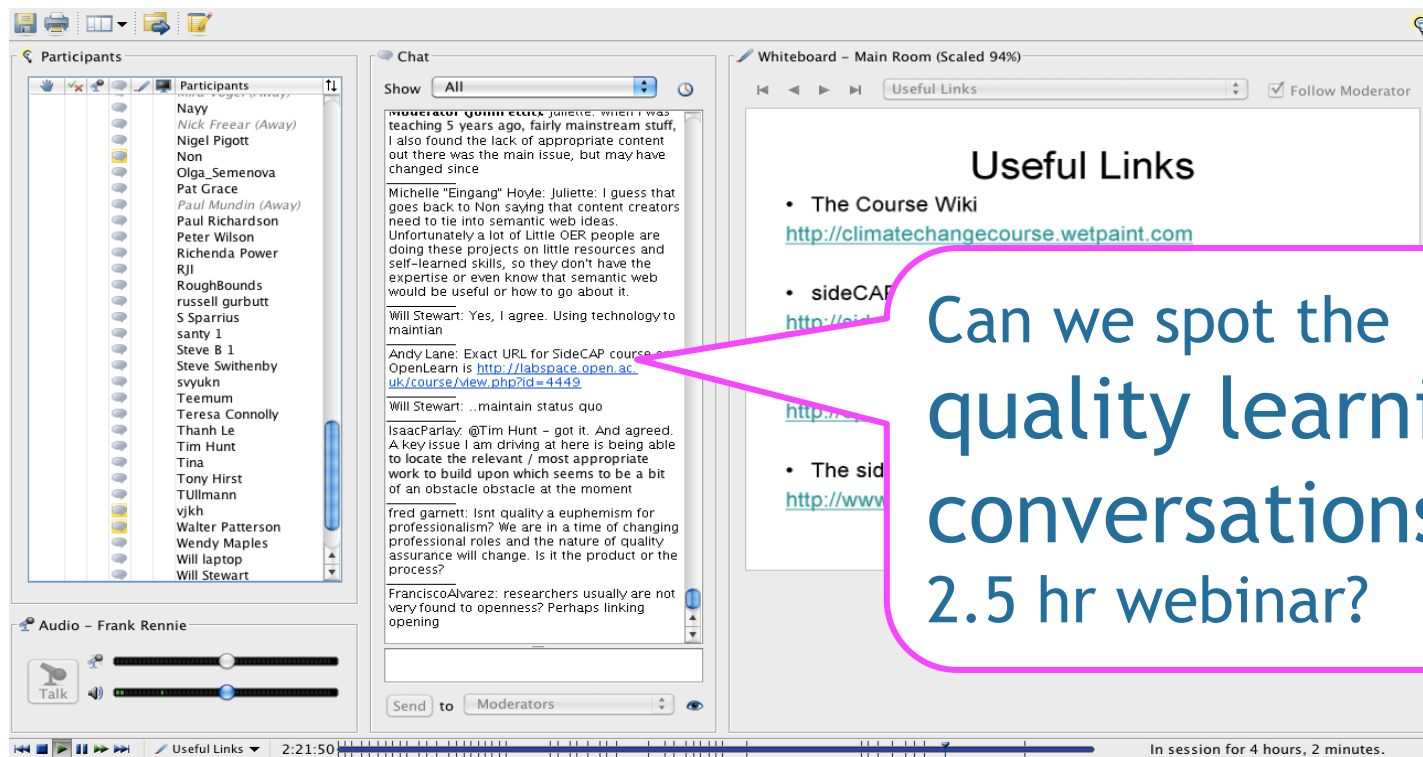 Participants
Participants
Nayy
Nick Freear (Away)
Nigel Pigott
Non
Olga_Semenova
Pat Grace
Paul Mundin (Away)
Paul Richardson
Peter Wilson
Richenda Power
RJI
RoughBounds
russell gurbutt
S Sparrius
santy 1
Steve B 1
Steve Swithenby
svyukn
Teemum
Teresa Connolly
Thanh Le
Tim Hunt
Tina
Tony Hirst
TUllmann
vjkh
Walter Patterson
Wendy Maples
Will laptop
Will Stewart
Audio – Frank Rennie
Talk
Chat
Show All
teaching 5 years ago, fairly mainstream stuff,
I also found the lack of appropriate content
out there was the main issue, but may have
changed since
Michelle "Eingang" Hoyle: Juliette: I guess that
goes back to Non saying that content creators
need to tie into semantic web ideas.
Unfortunately a lot of Little OER people are
doing these projects on little resources and
self-learned skills, so they don't have the
expertise or even know that semantic web
would be useful or how to go about it.
Will Stewart: Yes, I agree. Using technology to
maintian
Andy Lane: Exact URL for SideCAP course on
OpenLearn is http://labspace.open.ac.
uk/course/view.php?id=4449
Will Stewart: ..maintain status quo
IsaacParlay: @Tim Hunt – got it. And agreed.
A key issue I am driving at here is being able
to locate the relevant / most appropriate
work to build upon which seems to be a bit
of an obstacle obstacle at the moment
fred garnett: Isnt quality a euphemism for
professionalism? We are in a time of changing
professional roles and the nature of quality
assurance will change. Is it the product or the
process?
FranciscoAlvarez: researchers usually are not
very found to openness? Perhaps linking
opening
Send to Moderators
Whiteboard – Main Room (Scaled 94%)
Useful Links
Follow Moderator
Useful Links
• The Course Wiki
http://climatechangecourse.wetpaint.com
• sideCAP
http://
http://
• The sid
http://www
Can we spot the
quality learni
conversations
2.5 hr webinar?
Useful Links
2:21:50
In session for 4 hours, 2 minutes.